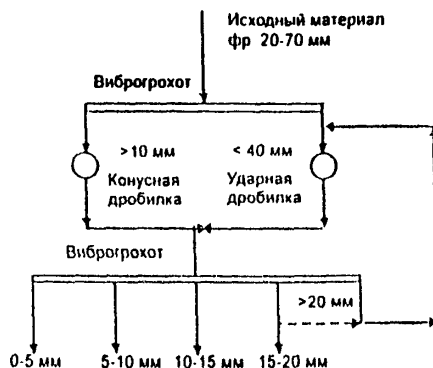 Исходный материал
фр 20-70 мм
Виброгрохот
>10 мм
< 40 мм
Конусная
дробилка
Ударная
дробилка
Виброгрохот
>20 мм
0-5 мм
5-10 мм
10-15 мм
15-20 мм